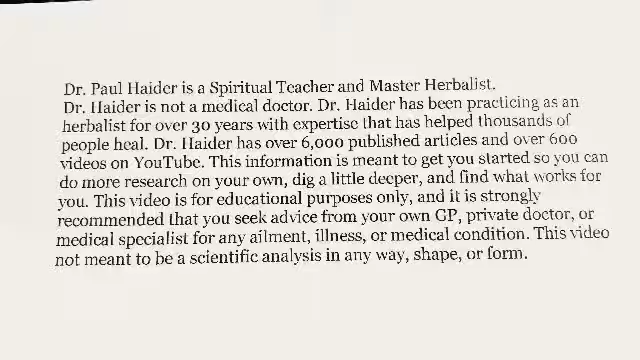 Dr. Paul Haider is a Spiritual Teacher and Master Herbalist.
Dr. Haider is not a medical doctor. Dr. Haider has been practicing as an
herbalist for over 30 years with expertise that has helped thousands of
people heal. Dr. Haider has over 6,000 published articles and over 600
videos on YouTube. This information is meant to get you started so you can
do more research on your own, dig a little deeper, and find what works for
you. This video is for educational purposes only, and it is strongly
recommended that you seek advice from your own GP, private doctor, or
medical specialist for any ailment, illness, or medical condition. This video
not meant to be a scientific analysis in any way, shape, or form.